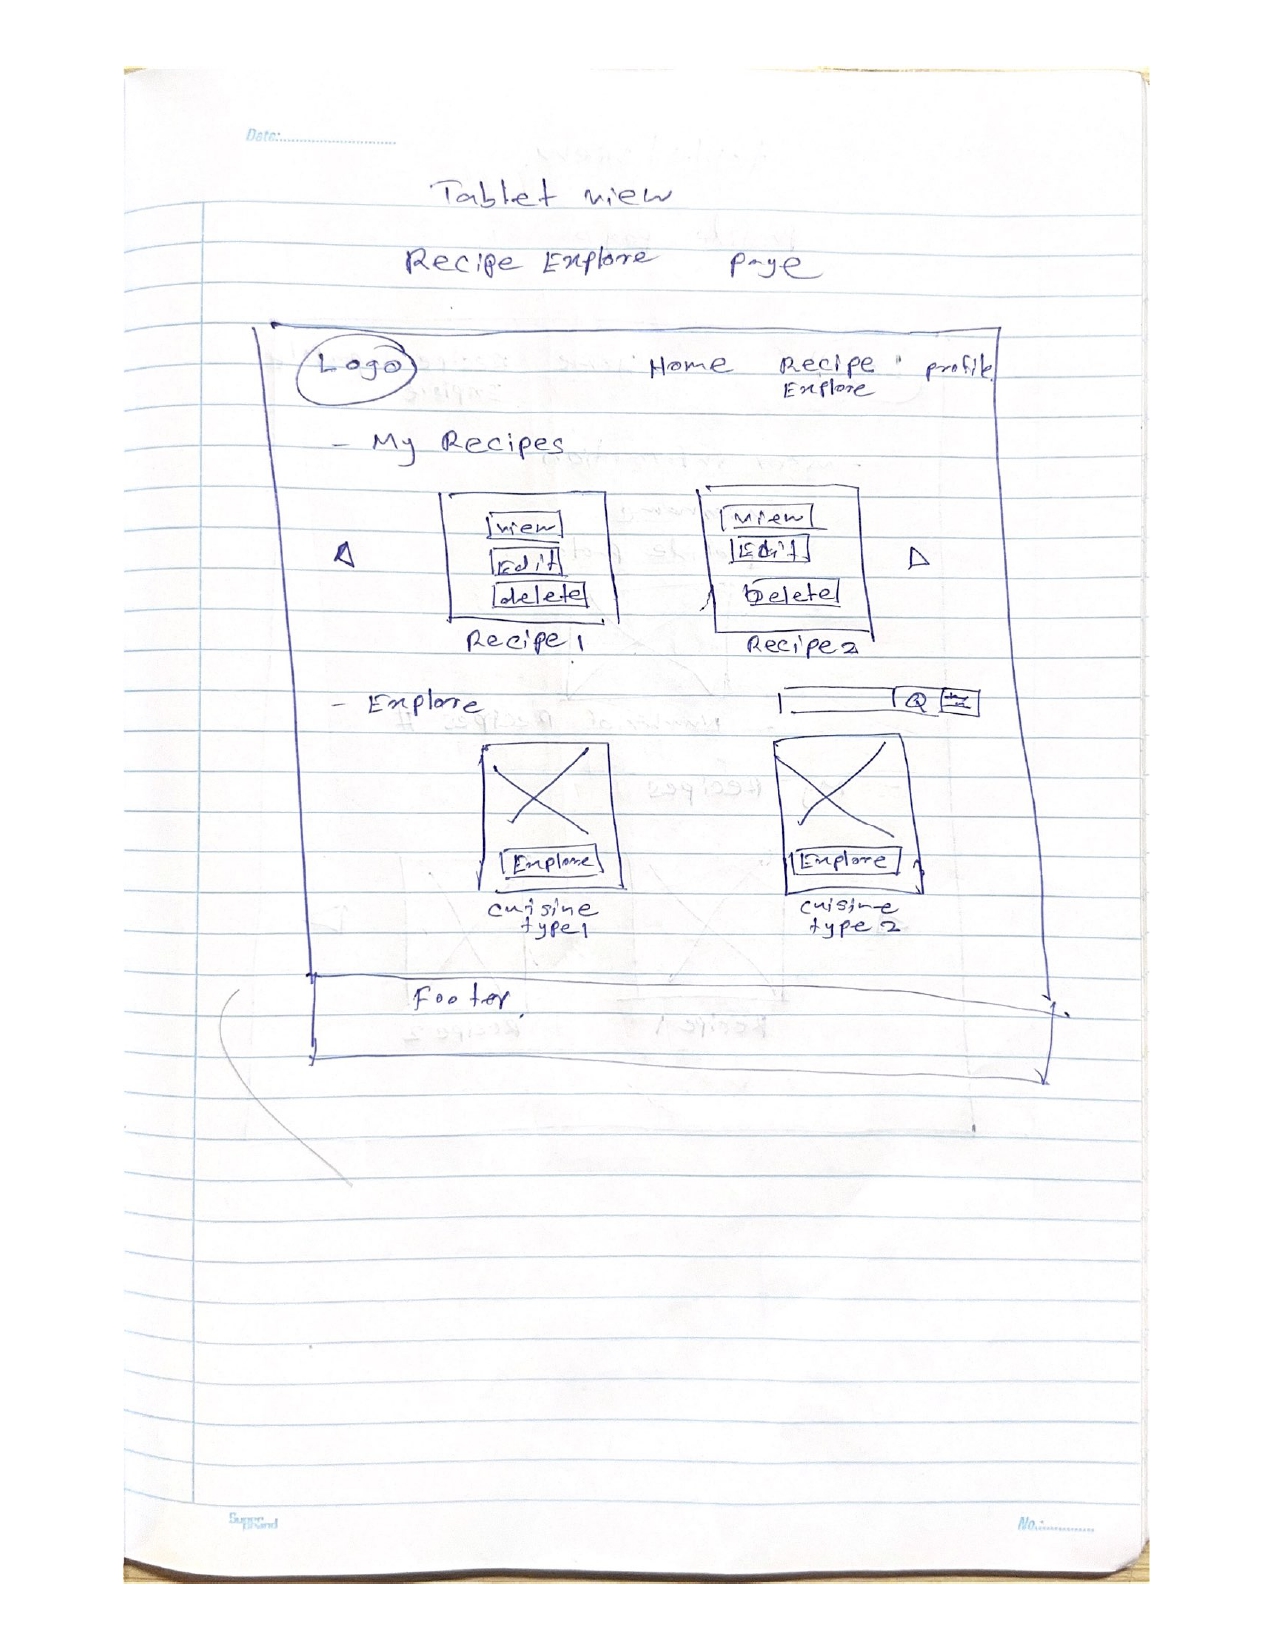 Date:
Tablet view
Recipe Explore page
Logo Home Recipe Explore profile
- My Recipes
view view
Edit Edit
delete Delete
Recipe 1 Recipe 2
- Explore
Explore Explore
cuisine type 1 cuisine type 2
Footer
Super Shand
No.: